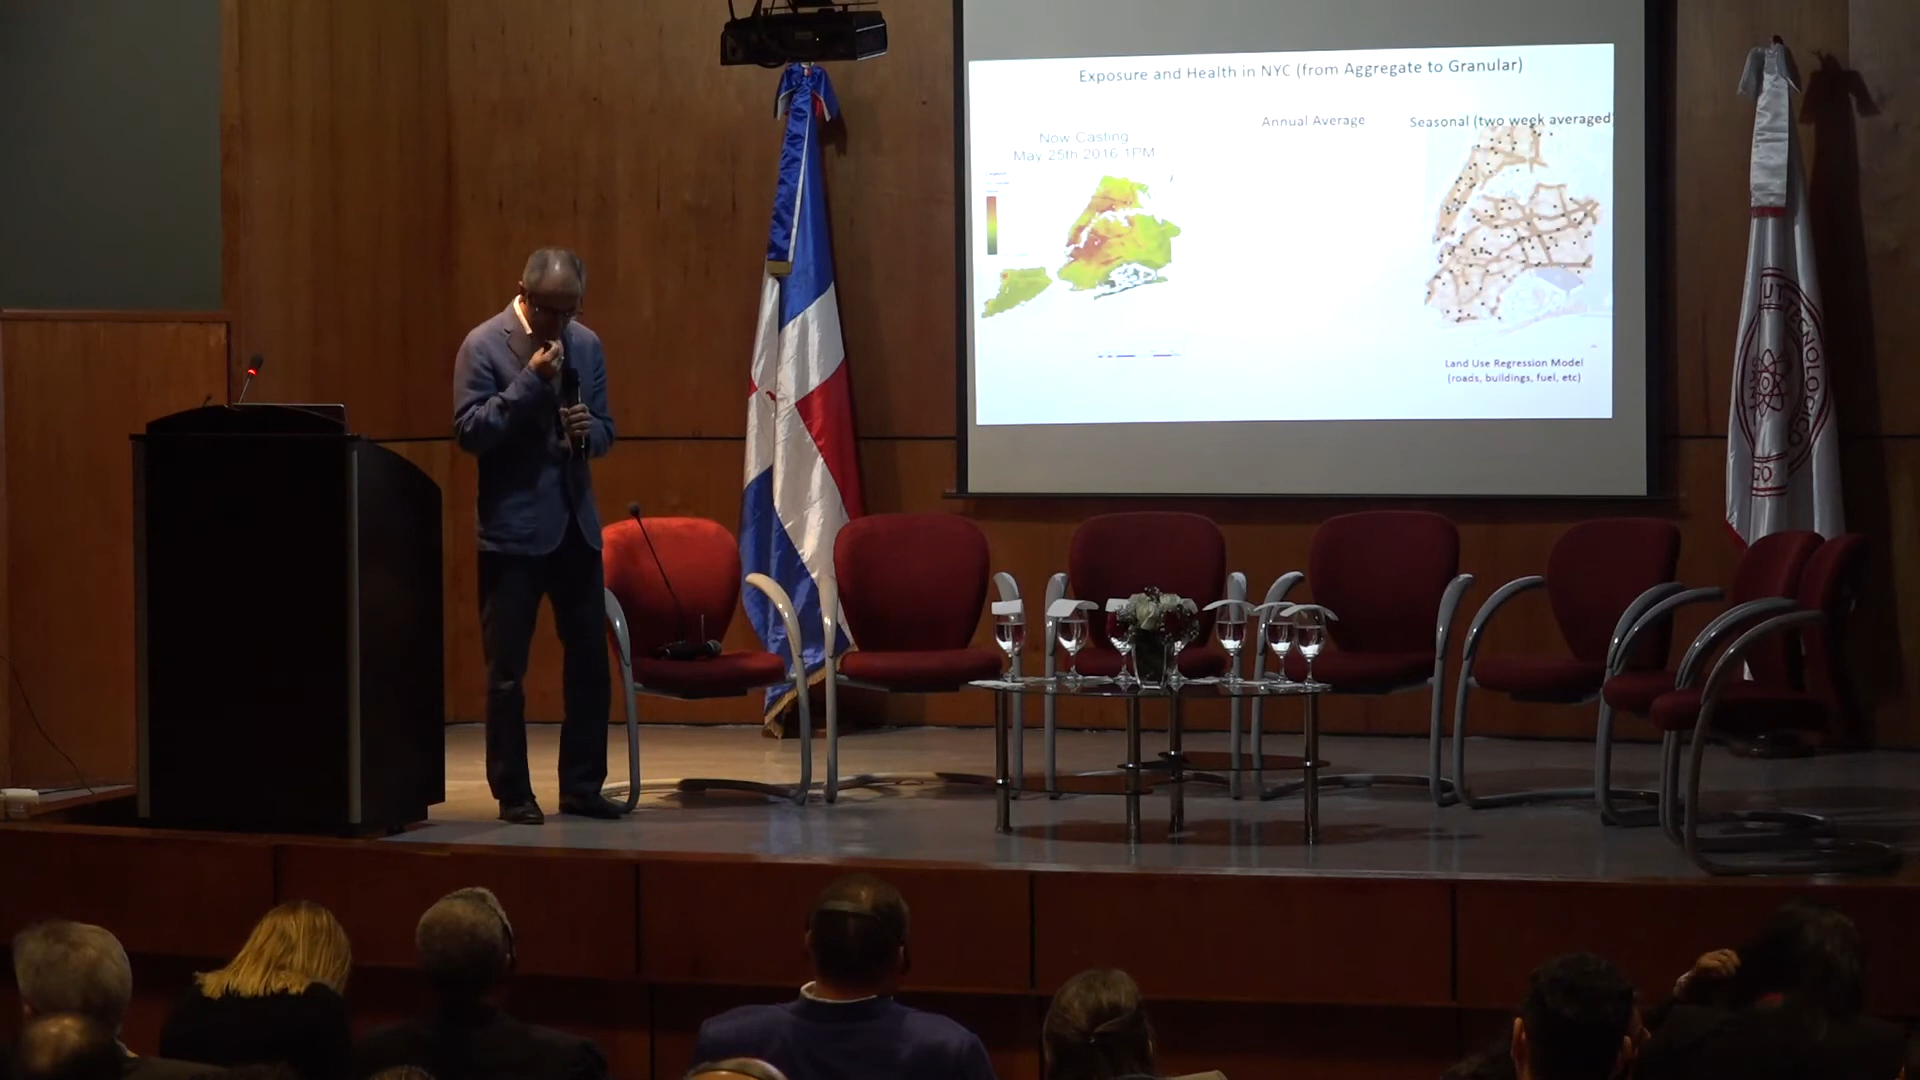 Exposure and Health in NYC (from Aggregate to Granular)
Now Casting
May 25th 2016 1PM
Annual Average
Seasonal (two week averaged)
Land Use Regression Model
(roads, buildings, fuel, etc)
TECNOLOGICO